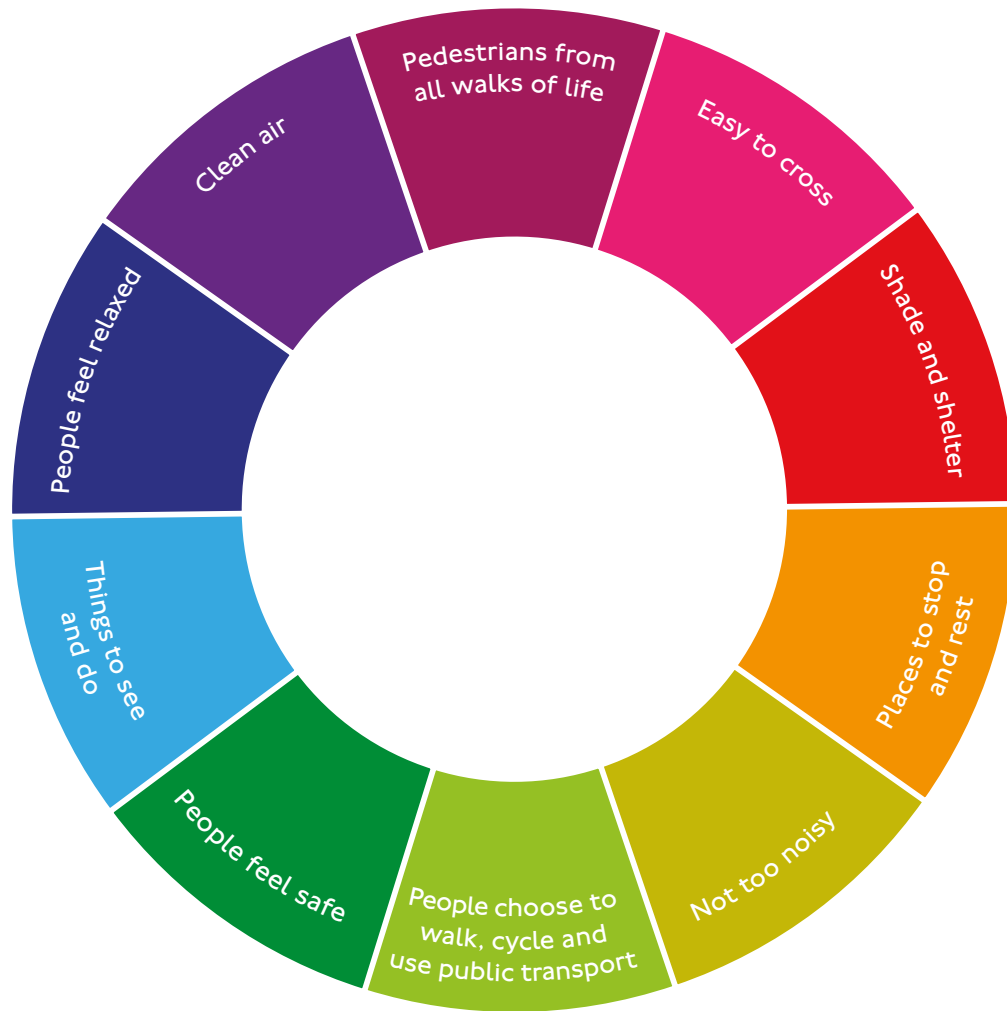 Pedestrians from
all walks of life
Easy to cross
Shade and shelter
Places to stop
and rest
Not too noisy
People choose to
walk, cycle and
use public transport
People feel safe
Things to see
and do
People feel relaxed
Clean air